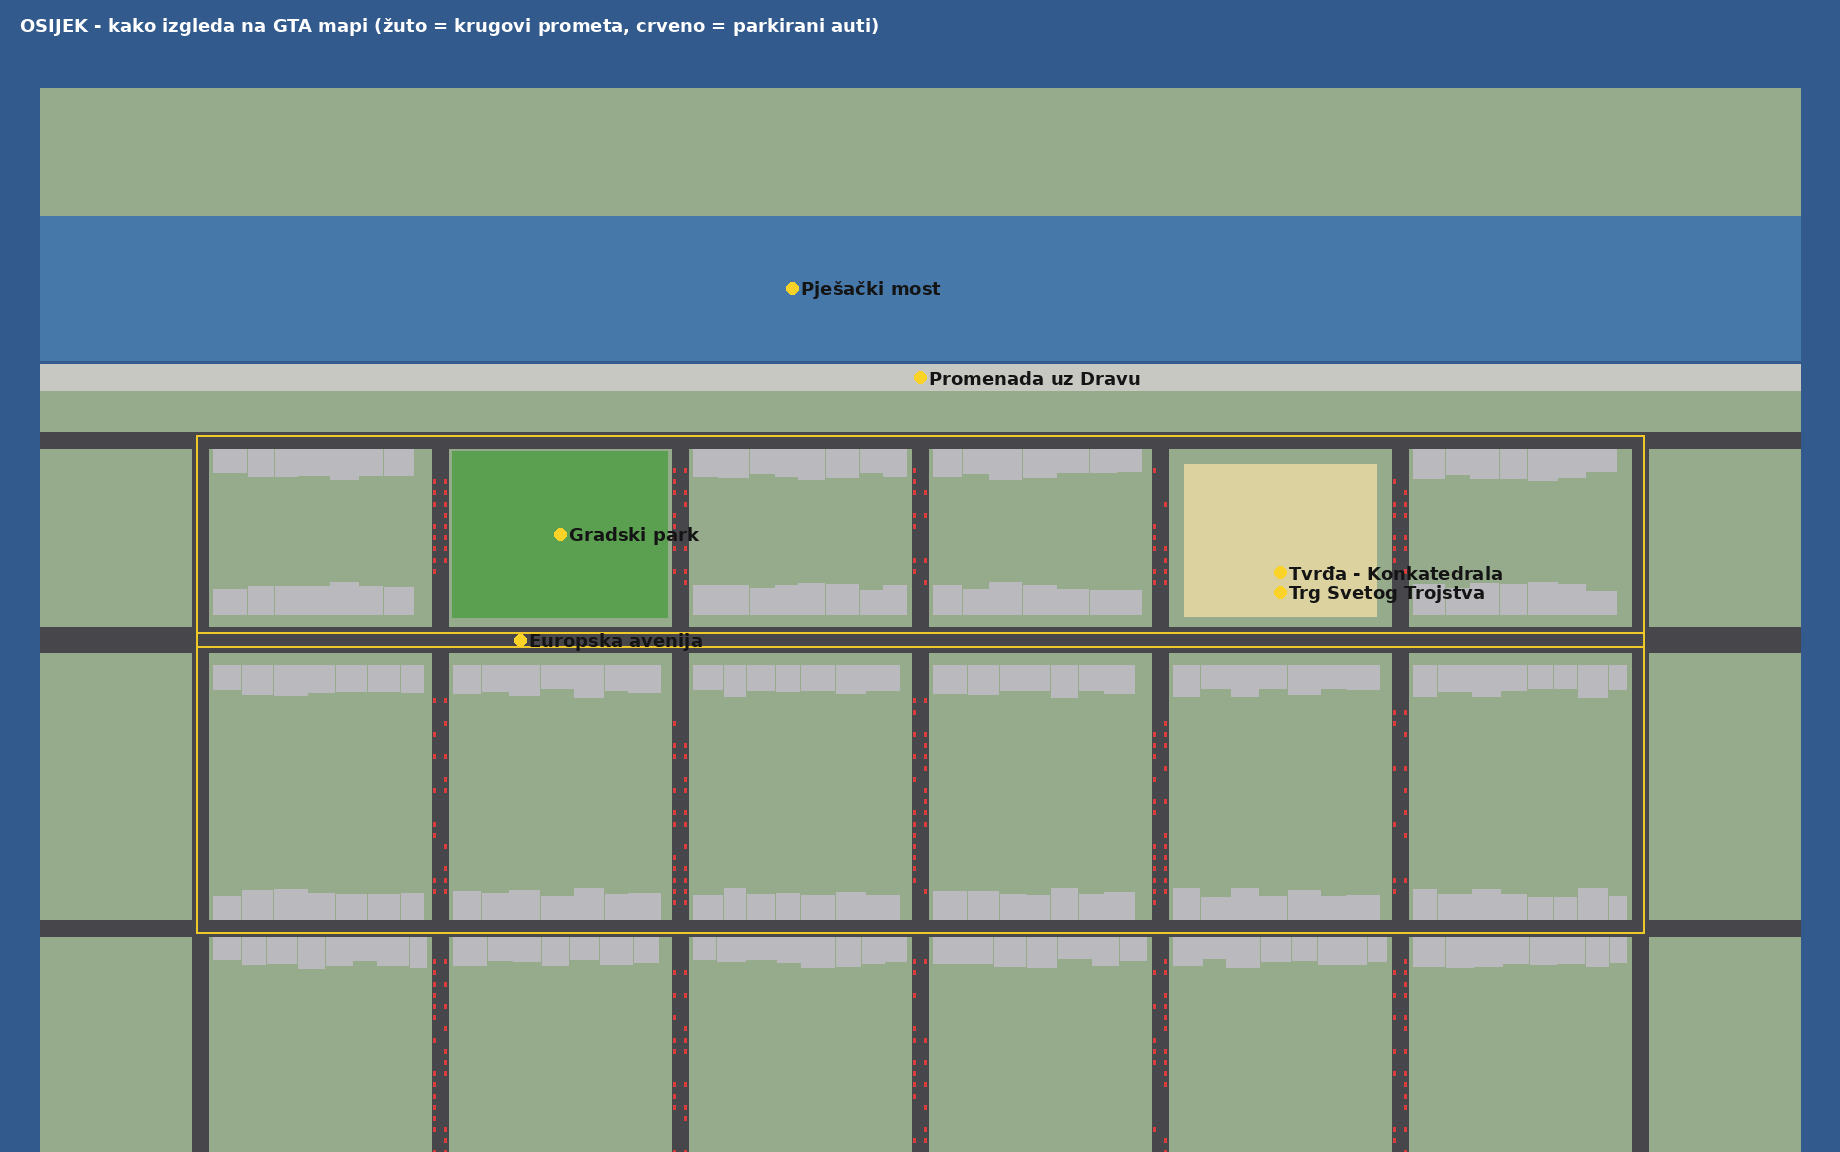 OSIJEK - kako izgleda na GTA mapi (žuto = krugovi prometa, crveno = parkirani auti)
Pješački most
Promenada uz Dravu
Gradski park
Tvrđa - Konkatedrala
Trg Svetog Trojstva
Europska avenija